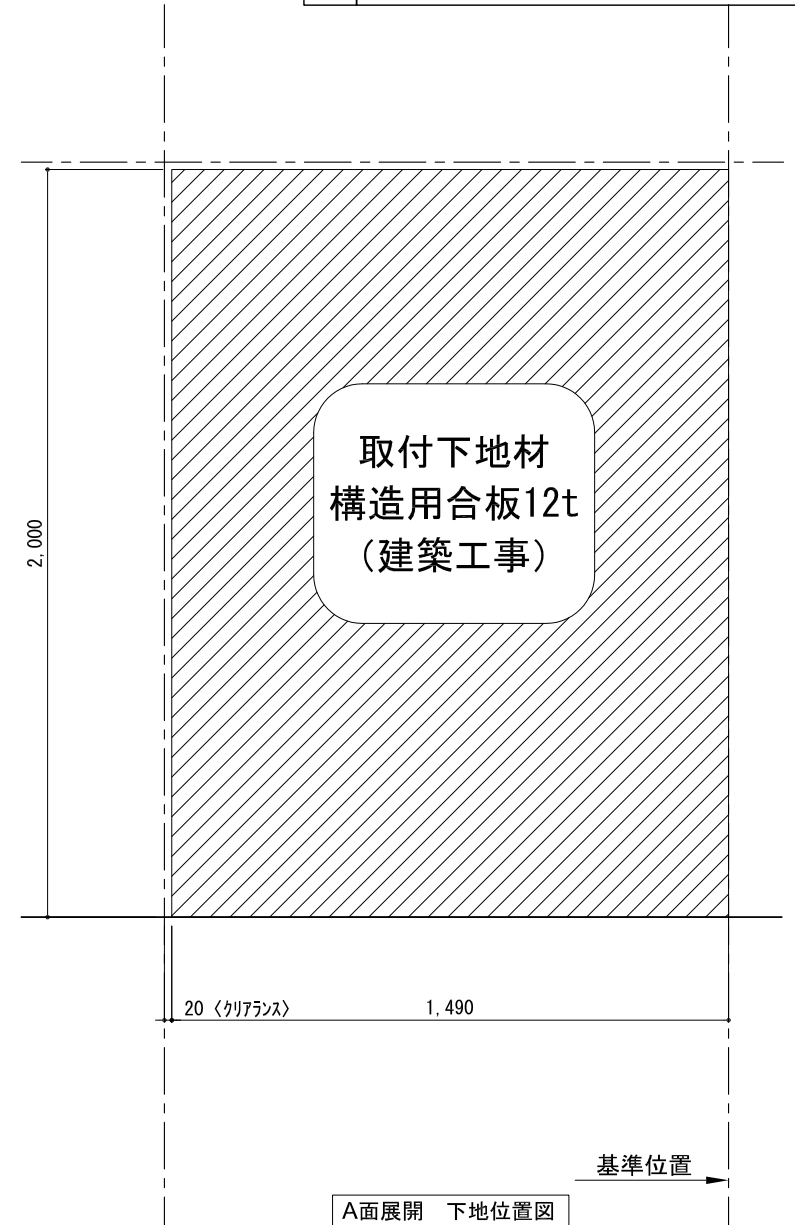 取付下地材
構造用合板12t
(建築工事)
2,000
20 〈ｸﾘｱﾗﾝｽ〉
1,490
基準位置
A面展開 下地位置図